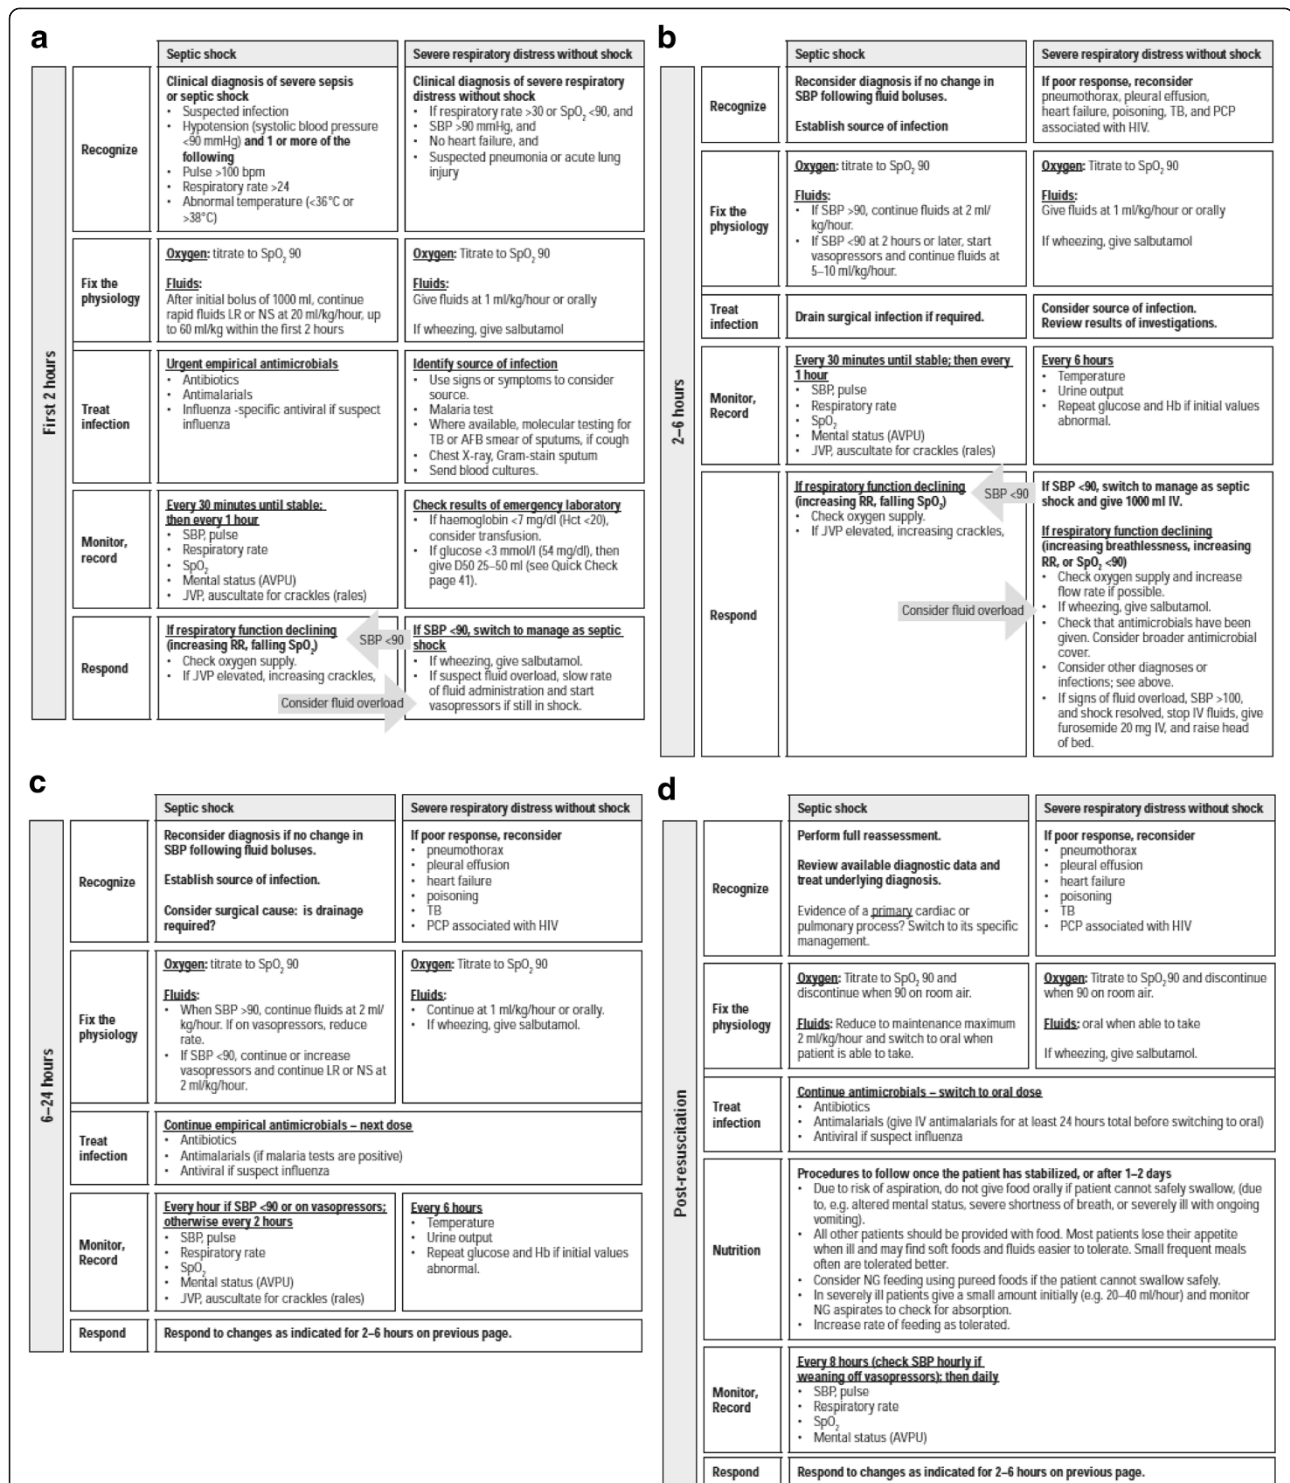 a
Septic shock
Severe respiratory distress without shock
First 2 hours
Recognize
Clinical diagnosis of severe sepsis
or septic shock
• Suspected infection
• Hypotension (systolic blood pressure
<90 mmHg) and 1 or more of the
following
• Pulse >100 bpm
• Respiratory rate >24
• Abnormal temperature (<36°C or
>38°C)
Clinical diagnosis of severe respiratory
distress without shock
• If respiratory rate >30 or SpO2 <90, and
• SBP >90 mmHg, and
• No heart failure, and
• Suspected pneumonia or acute lung
injury
Fix the
physiology
Oxygen: titrate to SpO2 90
Fluids:
After initial bolus of 1000 ml, continue
rapid fluids LR or NS at 20 ml/kg/hour, up
to 60 ml/kg within the first 2 hours
Oxygen: Titrate to SpO2 90
Fluids:
Give fluids at 1 ml/kg/hour or orally
If wheezing, give salbutamol
Treat
infection
Urgent empirical antimicrobials
• Antibiotics
• Antimalarials
• Influenza -specific antiviral if suspect
influenza
Identify source of infection
• Use signs or symptoms to consider
source.
• Malaria test
• Where available, molecular testing for
TB or AFB smear of sputums, if cough
• Chest X-ray, Gram-stain sputum
• Send blood cultures.
Monitor,
record
Every 30 minutes until stable;
then every 1 hour
• SBP, pulse
• Respiratory rate
• SpO2
• Mental status (AVPU)
• JVP, auscultate for crackles (rales)
Check results of emergency laboratory
• If haemoglobin <7 mg/dl (Hct <20),
consider transfusion.
• If glucose <3 mmol/l (54 mg/dl), then
give D50 25–50 ml (see Quick Check
page 41).
Respond
If respiratory function declining
(increasing RR, falling SpO2)
• Check oxygen supply.
• If JVP elevated, increasing crackles,
SBP <90
Consider fluid overload
If SBP <90, switch to manage as septic
shock
• If wheezing, give salbutamol.
• If suspect fluid overload, slow rate
of fluid administration and start
vasopressors if still in shock.
b
Septic shock
Severe respiratory distress without shock
2–6 hours
Recognize
Reconsider diagnosis if no change in
SBP following fluid boluses.
Establish source of infection
If poor response, reconsider
pneumothorax, pleural effusion,
heart failure, poisoning, TB, and PCP
associated with HIV.
Fix the
physiology
Oxygen: titrate to SpO2 90
Fluids:
• If SBP >90, continue fluids at 2 ml/
kg/hour.
• If SBP <90 at 2 hours or later, start
vasopressors and continue fluids at
5–10 ml/kg/hour.
Oxygen: Titrate to SpO2 90
Fluids:
Give fluids at 1 ml/kg/hour or orally
If wheezing, give salbutamol
Treat
infection
Drain surgical infection if required.
Consider source of infection.
Review results of investigations.
Monitor,
Record
Every 30 minutes until stable; then every
1 hour
• SBP, pulse
• Respiratory rate
• SpO2
• Mental status (AVPU)
• JVP, auscultate for crackles (rales)
Every 6 hours
• Temperature
• Urine output
• Repeat glucose and Hb if initial values
abnormal.
Respond
If respiratory function declining
(increasing RR, falling SpO2)
• Check oxygen supply.
• If JVP elevated, increasing crackles,
SBP <90
Consider fluid overload
If SBP <90, switch to manage as septic
shock and give 1000 ml IV.
If respiratory function declining
(increasing breathlessness, increasing
RR, or SpO2 <90)
• Check oxygen supply and increase
flow rate if possible.
• If wheezing, give salbutamol.
• Check that antimicrobials have been
given. Consider broader antimicrobial
cover.
• Consider other diagnoses or
infections; see above.
• If signs of fluid overload, SBP >100,
and shock resolved, stop IV fluids, give
furosemide 20 mg IV, and raise head
of bed.
c
Septic shock
Severe respiratory distress without shock
6–24 hours
Recognize
Reconsider diagnosis if no change in
SBP following fluid boluses.
Establish source of infection.
Consider surgical cause: is drainage
required?
If poor response, reconsider
• pneumothorax
• pleural effusion
• heart failure
• poisoning
• TB
• PCP associated with HIV
Fix the
physiology
Oxygen: titrate to SpO2 90
Fluids:
• When SBP >90, continue fluids at 2 ml/
kg/hour. If on vasopressors, reduce
rate.
• If SBP <90, continue or increase
vasopressors and continue LR or NS at
2 ml/kg/hour.
Oxygen: Titrate to SpO2 90
Fluids:
• Continue at 1 ml/kg/hour or orally.
• If wheezing, give salbutamol.
Treat
infection
Continue empirical antimicrobials – next dose
• Antibiotics
• Antimalarials (if malaria tests are positive)
• Antiviral if suspect influenza
Monitor,
Record
Every hour if SBP <90 or on vasopressors;
otherwise every 2 hours
• SBP, pulse
• Respiratory rate
• SpO2
• Mental status (AVPU)
• JVP, auscultate for crackles (rales)
Every 6 hours
• Temperature
• Urine output
• Repeat glucose and Hb if initial values
abnormal.
Respond
Respond to changes as indicated for 2–6 hours on previous page.
d
Septic shock
Severe respiratory distress without shock
Post-resuscitation
Recognize
Perform full reassessment.
Review available diagnostic data and
treat underlying diagnosis.
Evidence of a primary cardiac or
pulmonary process? Switch to its specific
management.
If poor response, reconsider
• pneumothorax
• pleural effusion
• heart failure
• poisoning
• TB
• PCP associated with HIV
Fix the
physiology
Oxygen: Titrate to SpO2 90 and
discontinue when 90 on room air.
Fluids: Reduce to maintenance maximum
2 ml/kg/hour and switch to oral when
patient is able to take.
Oxygen: Titrate to SpO2 90 and discontinue
when 90 on room air.
Fluids: oral when able to take
If wheezing, give salbutamol.
Treat
infection
Continue antimicrobials – switch to oral dose
• Antibiotics
• Antimalarials (give IV antimalarials for at least 24 hours total before switching to oral)
• Antiviral if suspect influenza
Nutrition
Procedures to follow once the patient has stabilized, or after 1–2 days
• Due to risk of aspiration, do not give food orally if patient cannot safely swallow, (due
to, e.g. altered mental status, severe shortness of breath, or severely ill with ongoing
vomiting).
• All other patients should be provided with food. Most patients lose their appetite
when ill and may find soft foods and fluids easier to tolerate. Small frequent meals
often are tolerated better.
• Consider NG feeding using pureed foods if the patient cannot swallow safely.
• In severely ill patients give a small amount initially (e.g. 20–40 ml/hour) and monitor
NG aspirates to check for absorption.
• Increase rate of feeding as tolerated.
Monitor,
Record
Every 8 hours (check SBP hourly if
weaning off vasopressors); then daily
• SBP, pulse
• Respiratory rate
• SpO2
• Mental status (AVPU)
Respond
Respond to changes as indicated for 2–6 hours on previous page.